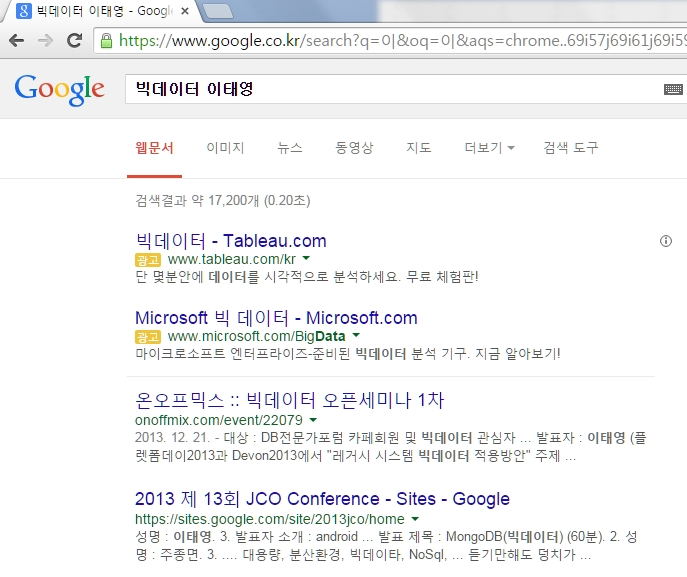 빅데이터 이태영 - Google
https://www.google.co.kr/search?q=이&oq=이&aqs=chrome..69i57j69i61j69i59
Google
빅데이터 이태영
웹문서 이미지 뉴스 동영상 지도 더보기 검색 도구
검색결과 약 17,200개 (0.20초)
빅데이터 - Tableau.com
광고 www.tableau.com/kr
단 몇분안에 데이터를 시각적으로 분석하세요. 무료 체험판!
Microsoft 빅 데이터 - Microsoft.com
광고 www.microsoft.com/BigData
마이크로소프트 엔터프라이즈-준비된 빅데이터 분석 기구. 지금 알아보기!
온오프믹스 :: 빅데이터 오픈세미나 1차
onoffmix.com/event/22079
2013. 12. 21. - 대상 : DB전문가포럼 카페회원 및 빅데이터 관심자 ... 발표자 : 이태영 (플
렛폼데이2013과 Devon2013에서 "레거시 시스템 빅데이터 적용방안" 주제 ...
2013 제 13회 JCO Conference - Sites - Google
https://sites.google.com/site/2013jco/home
성명 : 이태영. 3. 발표자 소개 : android ... 발표 제목 : MongoDB(빅데이터) (60분). 2. 성
명 : 주종면. 3. .... 대용량, 분산환경, 빅데이타, NoSql, ... 듣기만해도 덩치가 ...